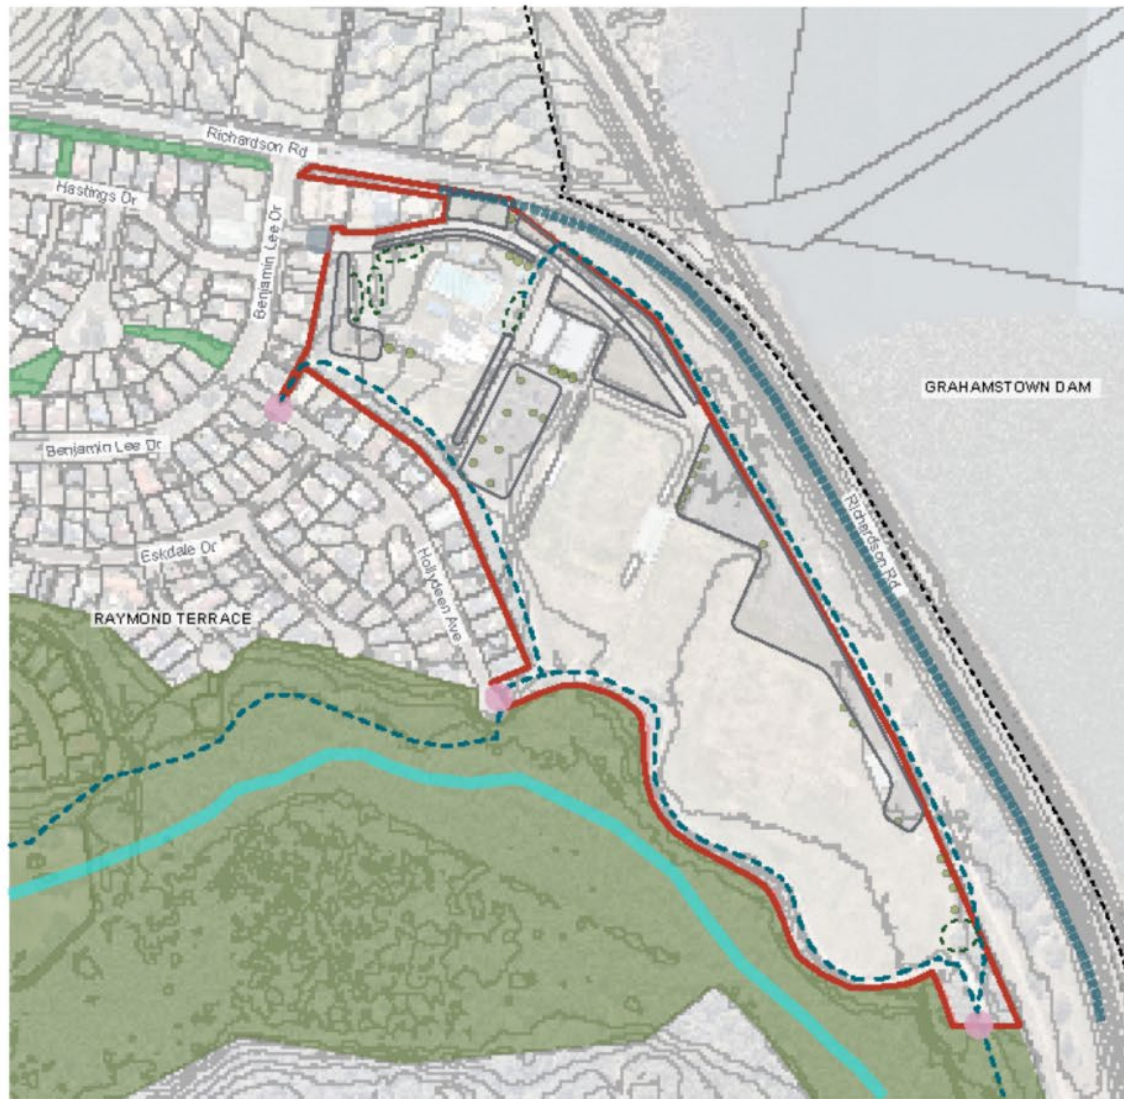 Richardson Rd
Hastings Dr
Benjamin Lee Dr
GRAHAMSTOWN DAM
Benjamin Lee Dr
Richardson Rd
Eskdale Dr
Hollydeen Ave
RAYMOND TERRACE